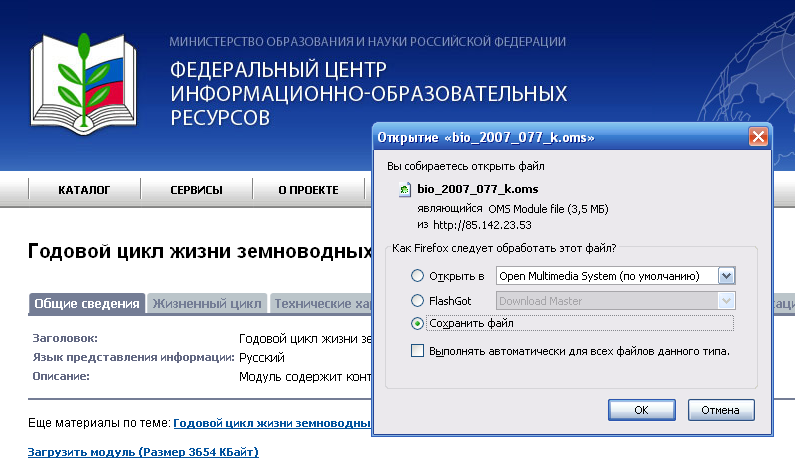 МИНИСТЕРСТВО ОБРАЗОВАНИЯ И НАУКИ РОССИЙСКОЙ ФЕДЕРАЦИИ
ФЕДЕРАЛЬНЫЙ ЦЕНТР
ИНФОРМАЦИОННО-ОБРАЗОВАТЕЛЬНЫХ
РЕСУРСОВ
КАТАЛОГ СЕРВИСЫ О ПРОЕКТЕ
Годовой цикл жизни земноводных
Общие сведения Жизненный цикл Технические
Заголовок: Годовой цикл жизни
Язык представления информации: Русский
Описание: Модуль содержит
Еще материалы по теме: Годовой цикл жизни земноводны
Загрузить модуль (Размер 3654 КБайт)
Открытие «bio_2007_077_k.oms»
Вы собираетесь открыть файл
bio_2007_077_k.oms
являющийся OMS Module file (3,5 МБ)
из http://85.142.23.53
Как Firefox следует обработать этот файл?
Открыть в Open Multimedia System (по умолчанию)
FlashGot Download Master
Сохранить файл
Выполнять автоматически для всех файлов данного типа.
OK Отмена